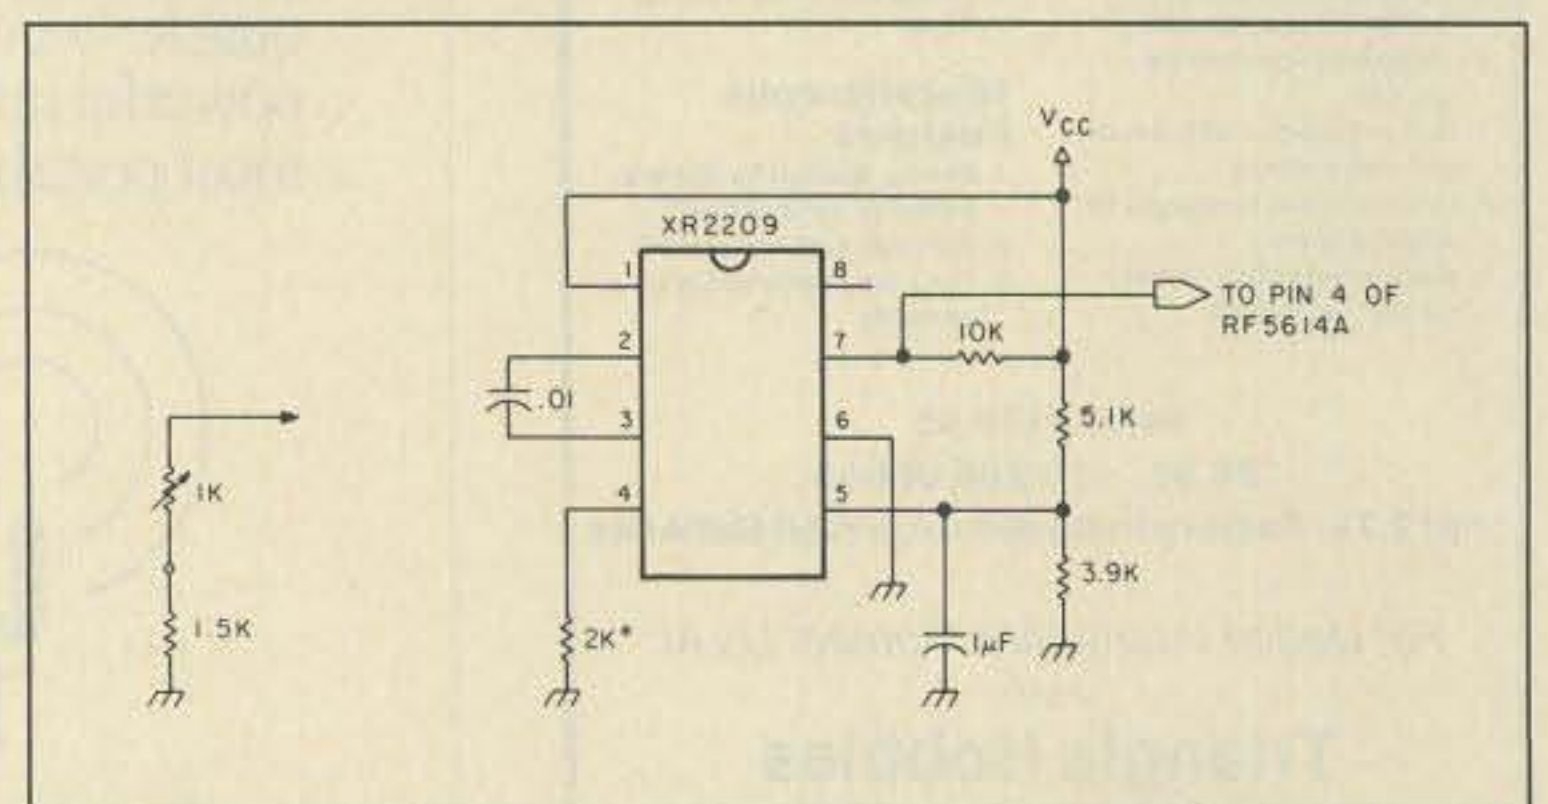 VCC
XR2209
1
8
TO PIN 4 OF
RF5614A
2
7
10K
.01
3
6
5.1K
1K
4
5
1.5K
2K*
1µF
3.9K